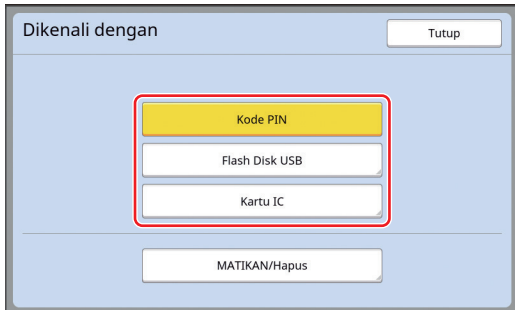 Dikenali dengan
Tutup
Kode PIN
Flash Disk USB
Kartu IC
MATIKAN/Hapus